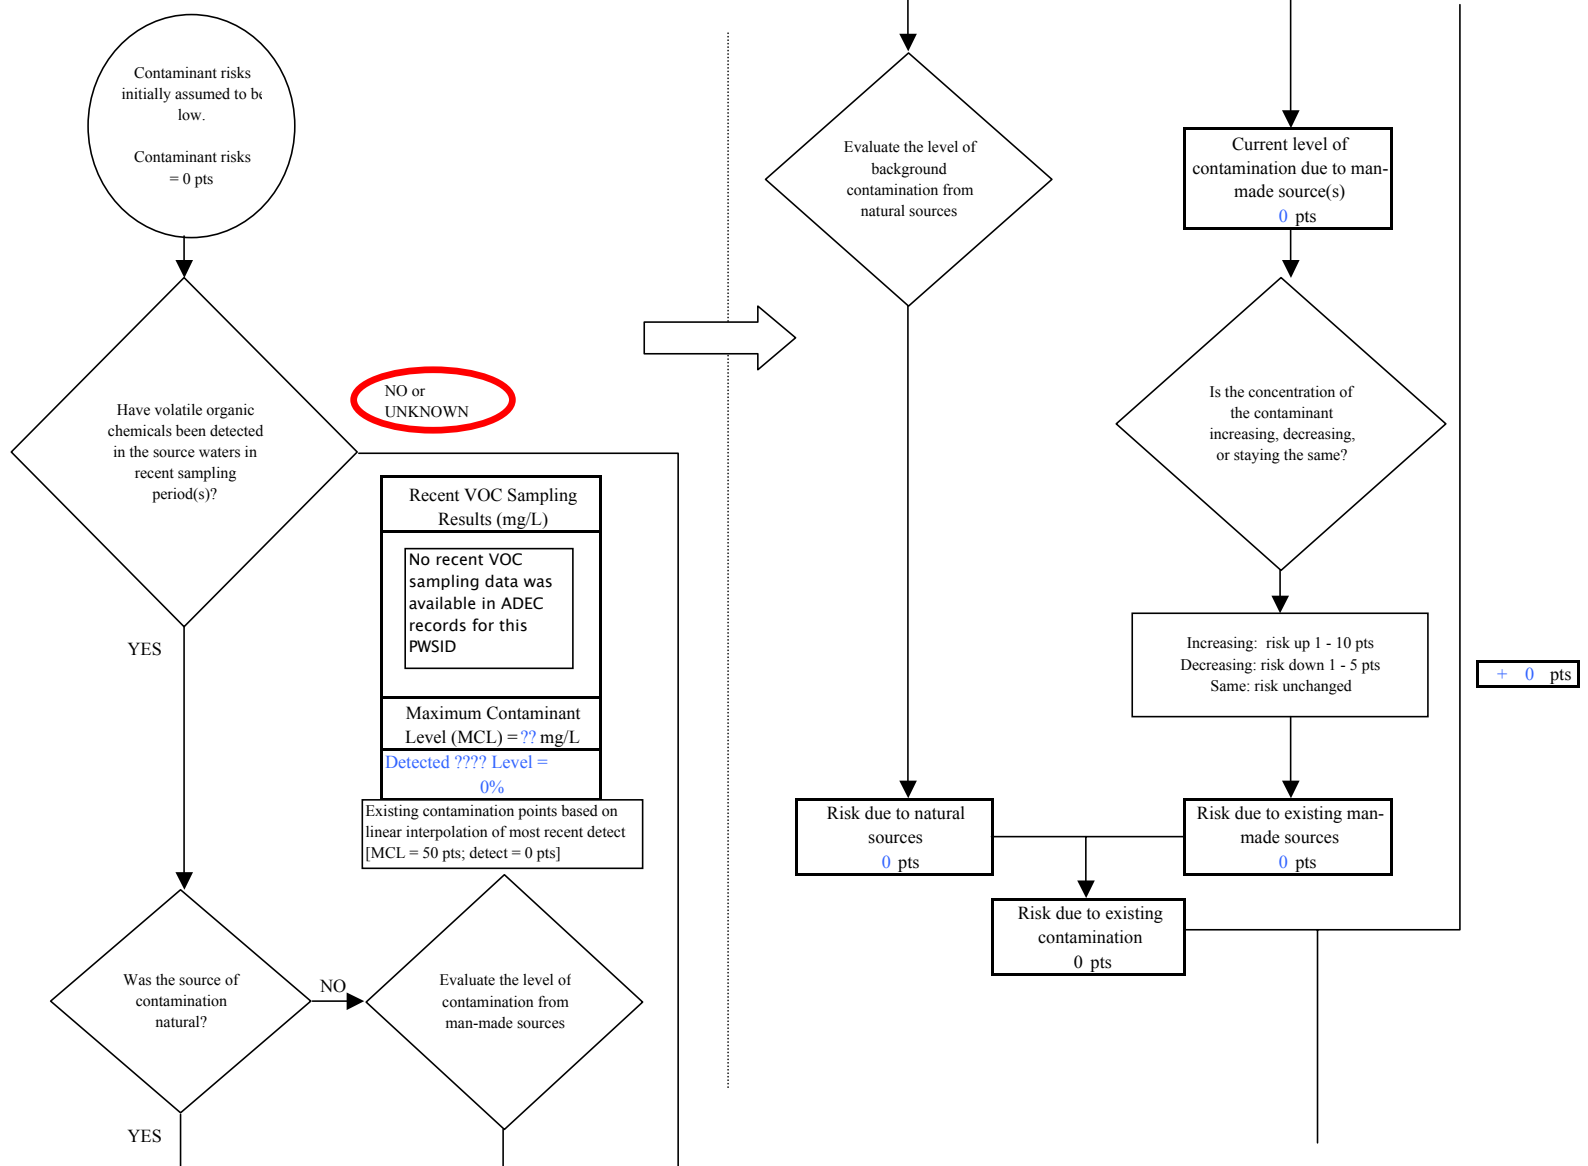 Contaminant risks
initially assumed to be
low.
Contaminant risks
= 0 pts
Have volatile organic
chemicals been detected
in the source waters in
recent sampling
period(s)?
NO or
UNKNOWN
YES
Recent VOC Sampling
Results (mg/L)
No recent VOC
sampling data was
available in ADEC
records for this
PWSID
Maximum Contaminant
Level (MCL) = ?? mg/L
Detected ???? Level =
0%
Existing contamination points based on
linear interpolation of most recent detect
[MCL = 50 pts; detect = 0 pts]
Was the source of
contamination
natural?
NO
Evaluate the level of
contamination from
man-made sources
YES
Evaluate the level of
background
contamination from
natural sources
Current level of
contamination due to man-
made source(s)
0 pts
Is the concentration of
the contaminant
increasing, decreasing,
or staying the same?
Increasing: risk up 1 - 10 pts
Decreasing: risk down 1 - 5 pts
Same: risk unchanged
+ 0 pts
Risk due to natural
sources
0 pts
Risk due to existing man-
made sources
0 pts
Risk due to existing
contamination
0 pts